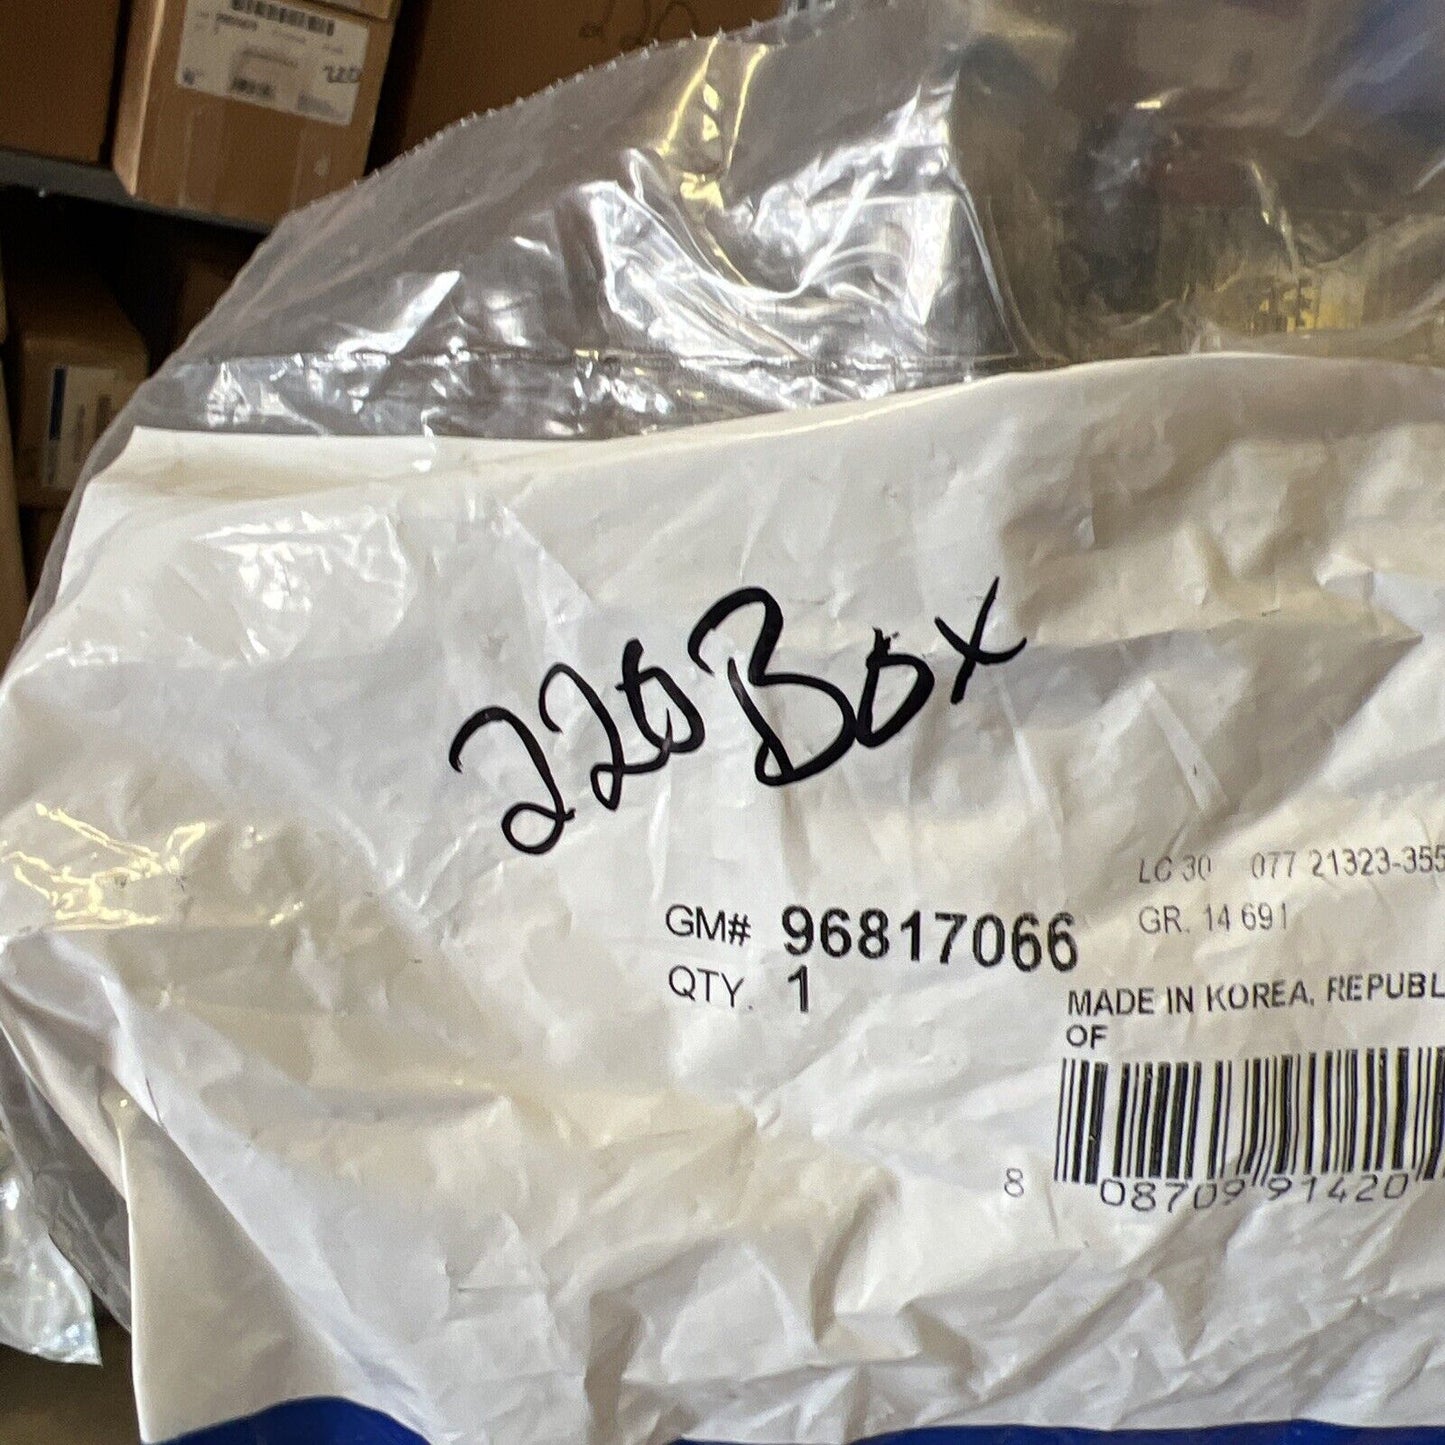 220 Box
LC 30 077 21323-355
GM# 96817066 GR. 14 691
QTY. 1
MADE IN KOREA, REPUBL
OF
8 08709 91420